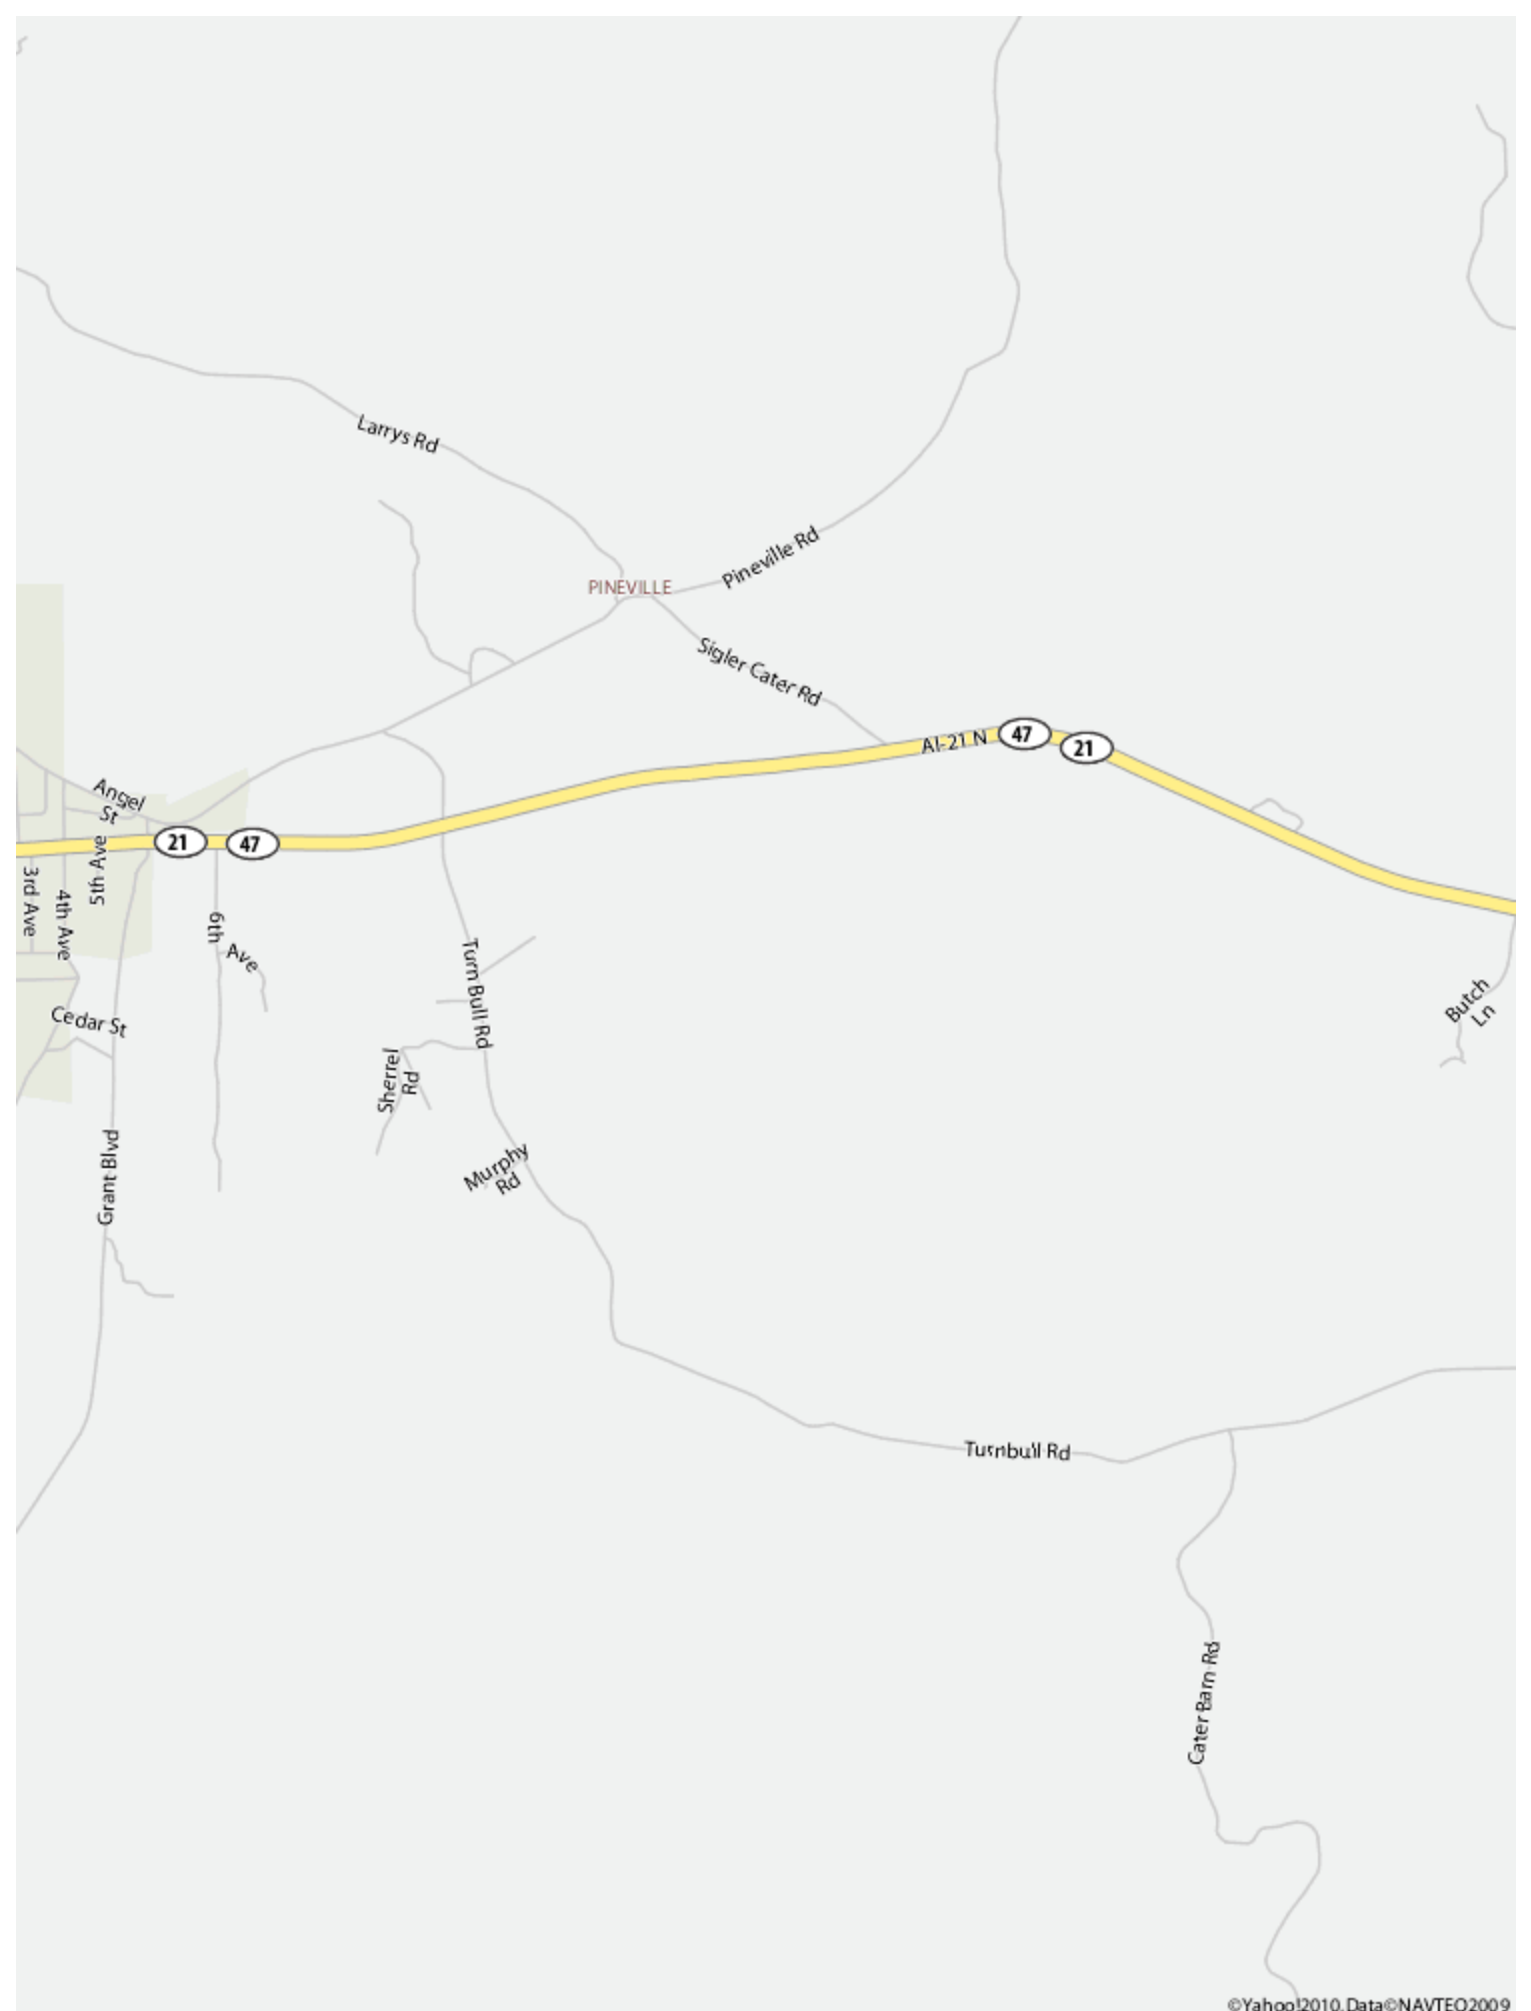 Larrys Rd
Pineville Rd
PINEVILLE
Sigler Cater Rd
Al-21 N
47
21
Angel
St
21
47
5th Ave
3rd Ave
4th Ave
6th Ave
Turn Bull Rd
Butch
Ln
Cedar St
Sherrel
Rd
Grant Blvd
Murphy
Rd
Turnbull Rd
Cater Barn Rd
©Yahoo!2010, Data©NAVTEQ2009